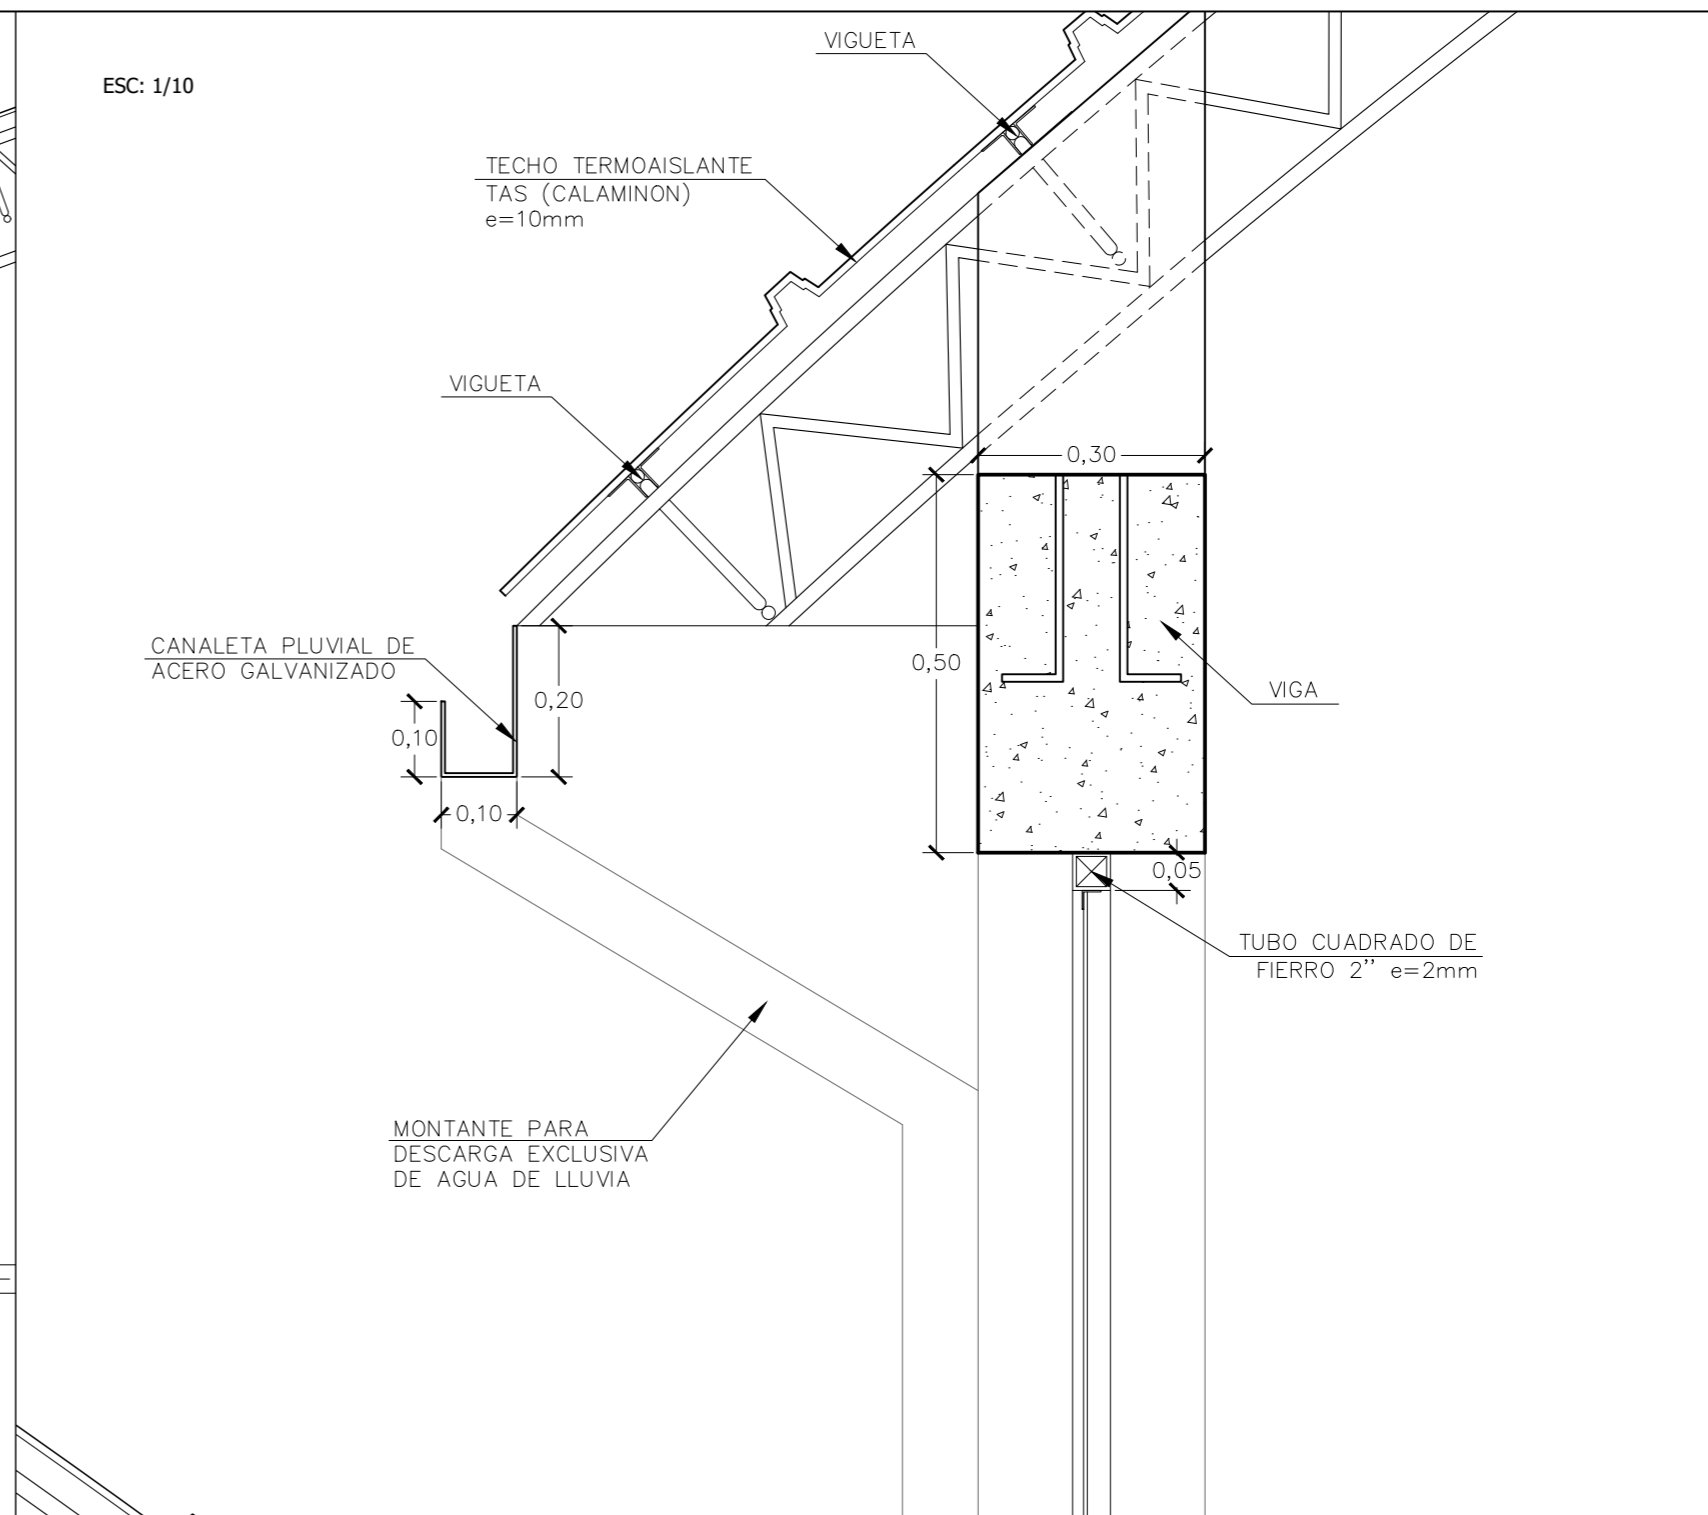 VIGUETA
ESC: 1/10
TECHO TERMOAISLANTE
TAS (CALAMINON)
e=10mm
VIGUETA
0,30
0,50
CANALETA PLUVIAL DE
ACERO GALVANIZADO
0,20
0,10
0,10
VIGA
0,05
TUBO CUADRADO DE
FIERRO 2'' e=2mm
MONTANTE PARA
DESCARGA EXCLUSIVA
DE AGUA DE LLUVIA